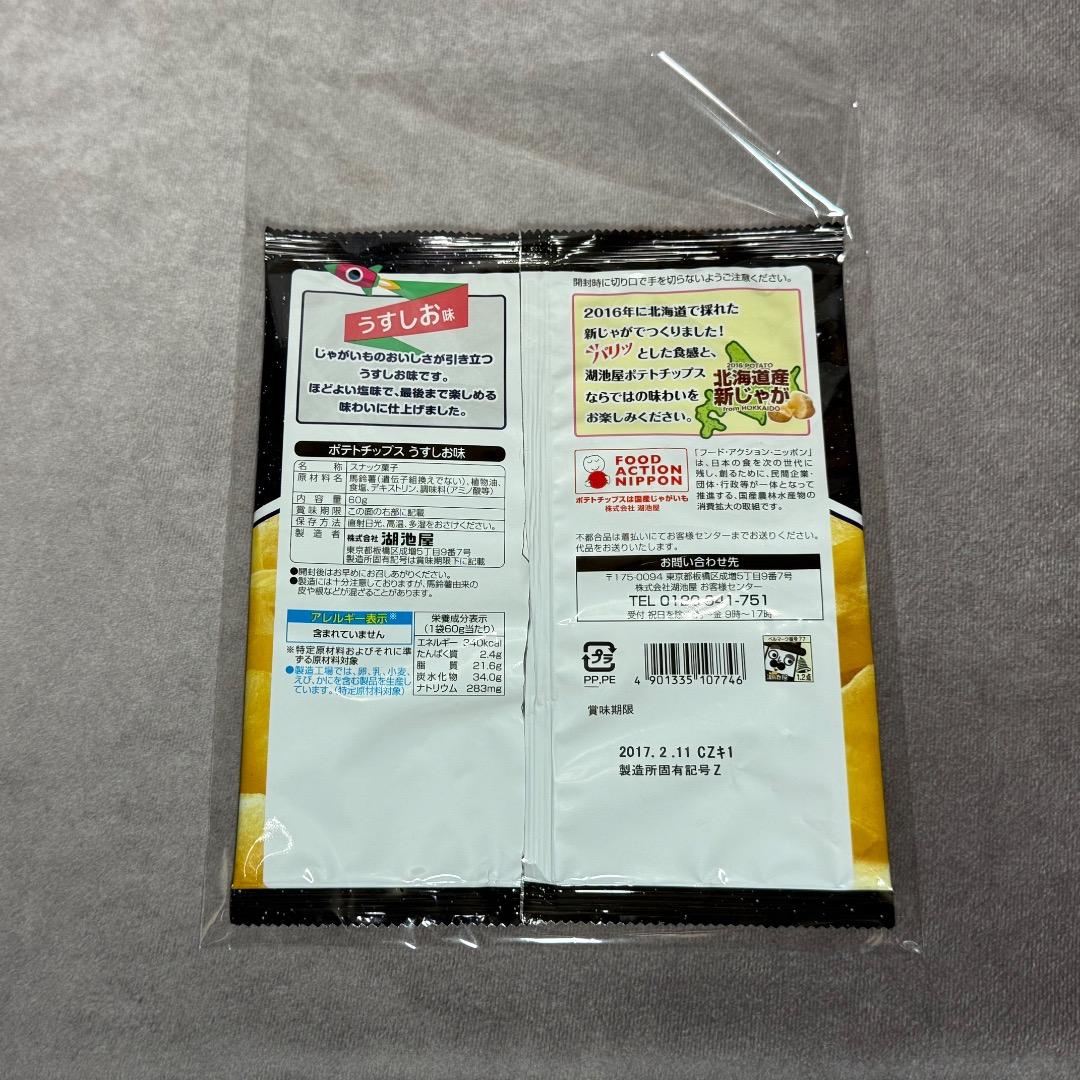 うすしお味
じゃがいものおいしさが引き立つ
うすしお味です。
ほどよい塩味で、最後まで楽しめる
味わいに仕上げました。
ポテトチップス うすしお味
名称 スナック菓子
原材料名 馬鈴薯(遺伝子組換えでない)、植物油、
食塩、デキストリン、調味料(アミノ酸等)
内容量 60g
賞味期限 この面の右部に記載
保存方法 直射日光、高温、多湿をおさけください。
製造者 株式会社 湖池屋
東京都板橋区成増5丁目9番7号
製造所固有記号は賞味期限下に記載
●開封後はお早めにお召しあがりください。
●製造には十分注意しておりますが、馬鈴薯由来の
皮や根などが混ざることがあります。
アレルギー表示※
含まれていません
※特定原材料およびそれに準
ずる原材料対象
●製造工場では、卵、乳、小麦、
えび、かにを含む製品を生産し
ています。(特定原材料対象)
栄養成分表示
(1袋60g当たり)
エネルギー 340kcal
たんぱく質 2.4g
脂質 21.6g
炭水化物 34.0g
ナトリウム 283mg
開封時に切り口で手を切らないようご注意ください。
2016年に北海道で採れた
新じゃがでつくりました!
パリッとした食感と、
湖池屋ポテトチップス
ならではの味わいを
お楽しみください。
2016 POTATO
北海道産
新じゃが
from HOKKAIDO
FOOD
ACTION
NIPPON
ポテトチップスは国産じゃがいも
株式会社 湖池屋
「フード・アクション・ニッポン」
は、日本の食を次の世代に
残し、創るために、民間企業・
団体・行政等が一体となって
推進する、国産農林水産物の
消費拡大の取組です。
不都合品は着払いにてお客様センターまでお送りください。
代品をお送りいたします。
お問い合わせ先
〒175-0094 東京都板橋区成増5丁目9番7号
株式会社湖池屋 お客様センター
TEL 0120-641-751
受付 祝日を除く月~金 9時~17時
プラ
PP,PE
4 901335 107746
ベルマーク番号77
1.2点
賞味期限
2017.2.11 CZキ1
製造所固有記号Z